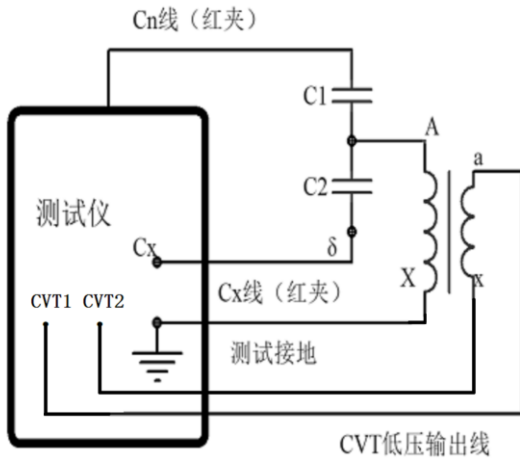 Cn线（红夹）
C1
A
a
C2
测试仪
δ
Cx
X
x
Cx线（红夹）
CVT1 CVT2
测试接地
CVT低压输出线